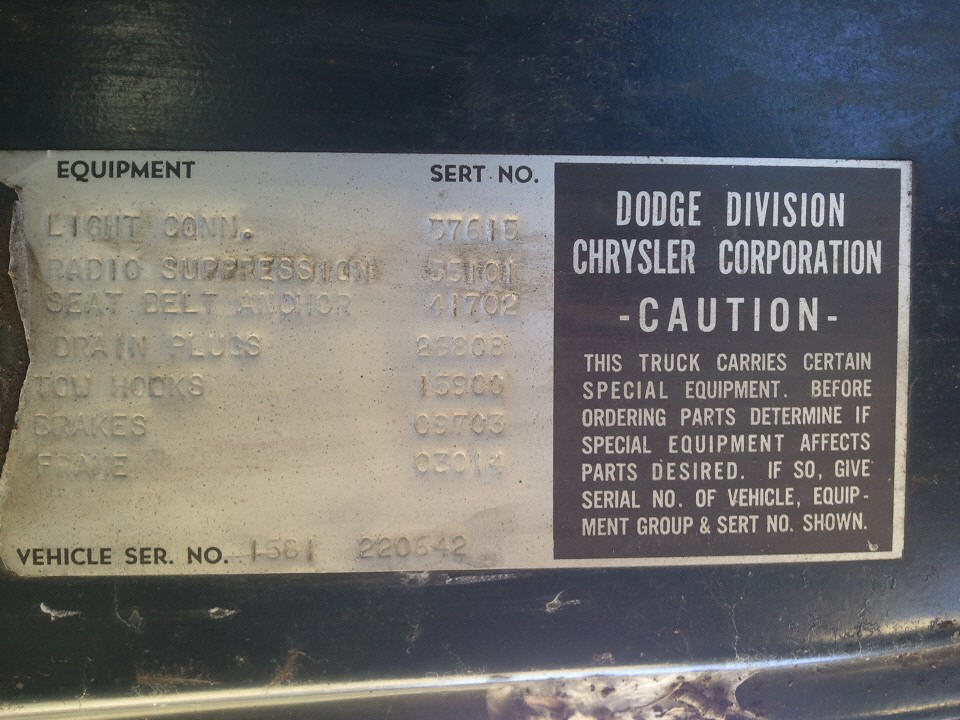 EQUIPMENT SERT NO.
LIGHT CONN. 57615
RADIO SUPPRESSION 55101
SEAT BELT ANCHOR 41702
DRAIN PLUGS
TOW HOOKS 15900
BRAKES 09703
FRAME 03014
VEHICLE SER. NO. 1581 220642
DODGE DIVISION
CHRYSLER CORPORATION
-CAUTION-
THIS TRUCK CARRIES CERTAIN
SPECIAL EQUIPMENT. BEFORE
ORDERING PARTS DETERMINE IF
SPECIAL EQUIPMENT AFFECTS
PARTS DESIRED. IF SO, GIVE
SERIAL NO. OF VEHICLE, EQUIP-
MENT GROUP & SERT NO. SHOWN.